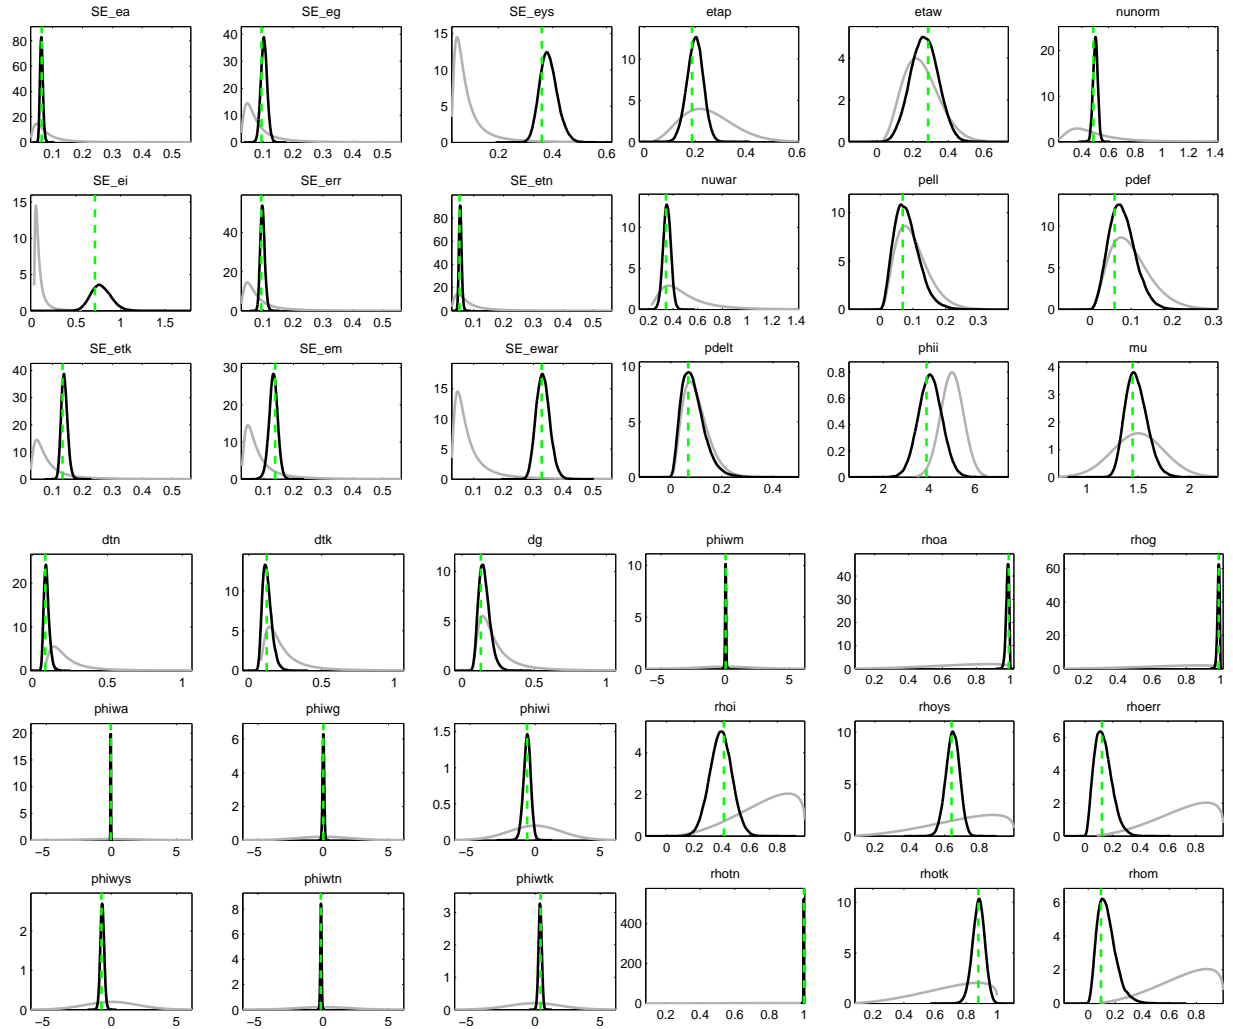 SE_ea SE_eg SE_eys etap etaw nunorm
80 60 40 20 0 0.1 0.2 0.3 0.4 0.5
40 30 20 10 0 0.1 0.2 0.3 0.4 0.5
15 10 5 0 0.2 0.4 0.6
10 5 0 0 0.2 0.4 0.6
4 2 0 0 0.2 0.4 0.6
20 10 0 0.4 0.6 0.8 1 1.2 1.4
SE_ei SE_err SE_etn nuwar pell pdef
15 10 5 0 0 0.5 1 1.5
40 20 0 0.1 0.2 0.3 0.4 0.5
80 60 40 20 0 0.1 0.2 0.3 0.4 0.5
10 5 0 0.2 0.4 0.6 0.8 1 1.2 1.4
10 5 0 0 0.1 0.2 0.3
10 5 0 0 0.1 0.2 0.3
SE_etk SE_em SE_ewar pdelt phii mu
40 30 20 10 0 0.1 0.2 0.3 0.4 0.5
30 20 10 0 0.1 0.2 0.3 0.4 0.5
15 10 5 0 0.1 0.2 0.3 0.4 0.5
10 5 0 0 0.2 0.4
0.8 0.6 0.4 0.2 0 2 4 6
4 3 2 1 0 1 1.5 2
dtn dtk dg phiwm rhoa rhog
20 10 0 0 0.5 1
10 5 0 0 0.5 1
10 5 0 0 0.5 1
10 5 0 −5 0 5
40 30 20 10 0 0.2 0.4 0.6 0.8 1
60 40 20 0 0.2 0.4 0.6 0.8 1
phiwa phiwg phiwi rhoi rhoys rhoerr
20 15 10 5 0 −5 0 5
6 4 2 0 −5 0 5
1.5 1 0.5 0 −5 0 5
4 2 0 0 0.2 0.4 0.6 0.8
10 5 0 0.2 0.4 0.6 0.8
6 4 2 0 0 0.2 0.4 0.6 0.8
phiwys phiwtn phiwtk rhotn rhotk rhom
2 1 0 −5 0 5
8 6 4 2 0 −5 0 5
3 2 1 0 −5 0 5
400 200 0 0.2 0.4 0.6 0.8 1
10 5 0 0.2 0.4 0.6 0.8 1
6 4 2 0 0 0.2 0.4 0.6 0.8